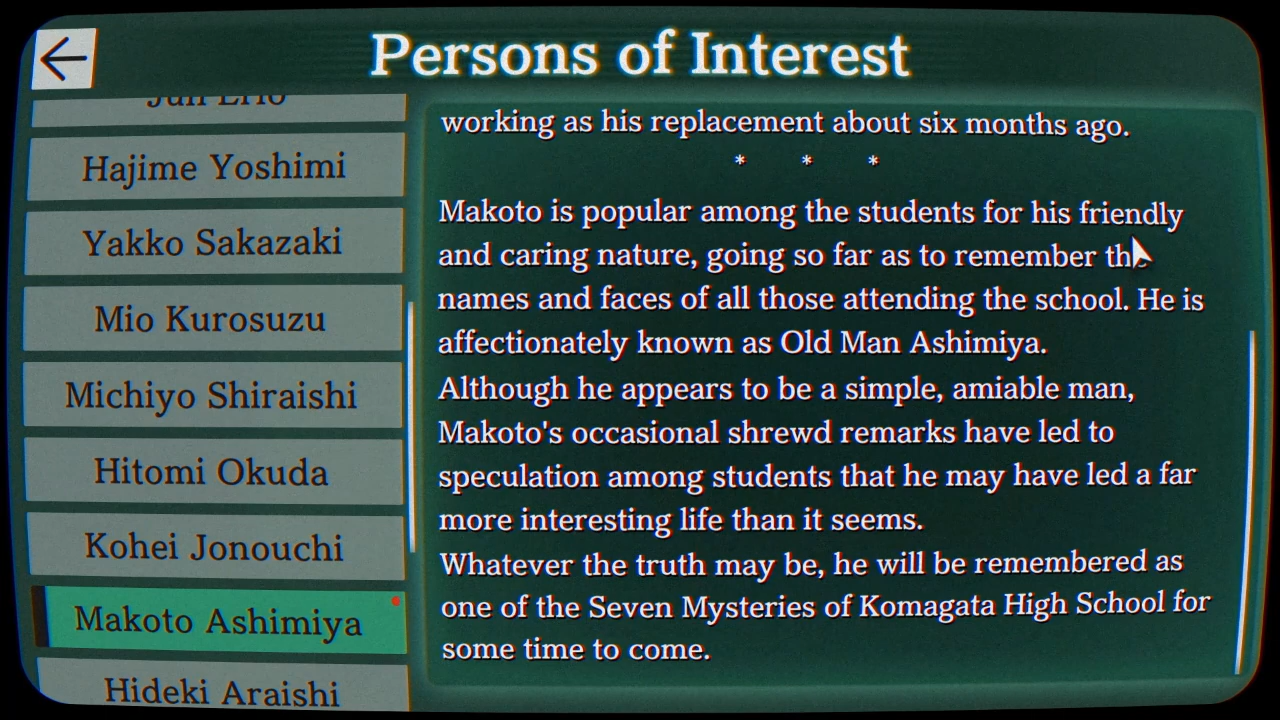 Persons of Interest
Jun Erio
Hajime Yoshimi
Yakko Sakazaki
Mio Kurosuzu
Michiyo Shiraishi
Hitomi Okuda
Kohei Jonouchi
Makoto Ashimiya
Hideki Araishi
working as his replacement about six months ago.
* * *
Makoto is popular among the students for his friendly
and caring nature, going so far as to remember the
names and faces of all those attending the school. He is
affectionately known as Old Man Ashimiya.
Although he appears to be a simple, amiable man,
Makoto's occasional shrewd remarks have led to
speculation among students that he may have led a far
more interesting life than it seems.
Whatever the truth may be, he will be remembered as
one of the Seven Mysteries of Komagata High School for
some time to come.